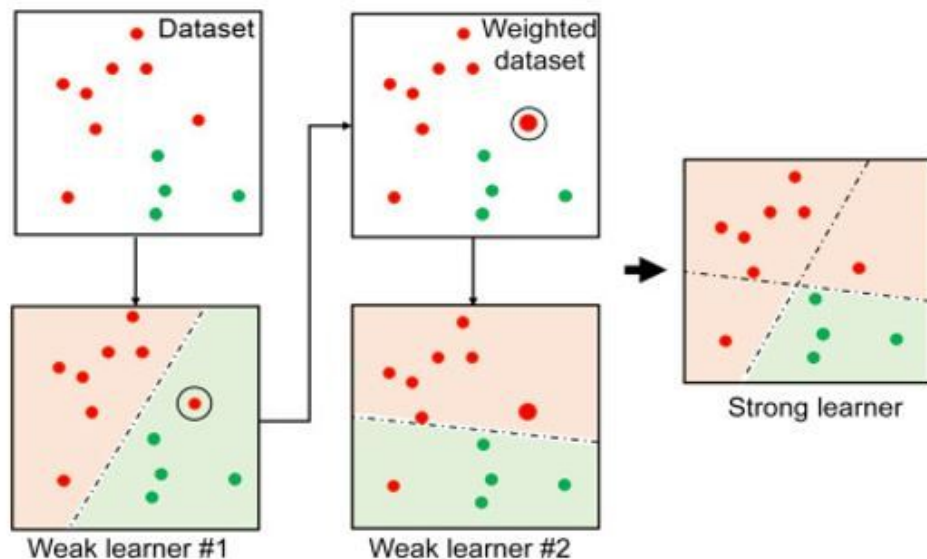 Dataset
Weighted
dataset
Weak learner #1
Weak learner #2
Strong learner